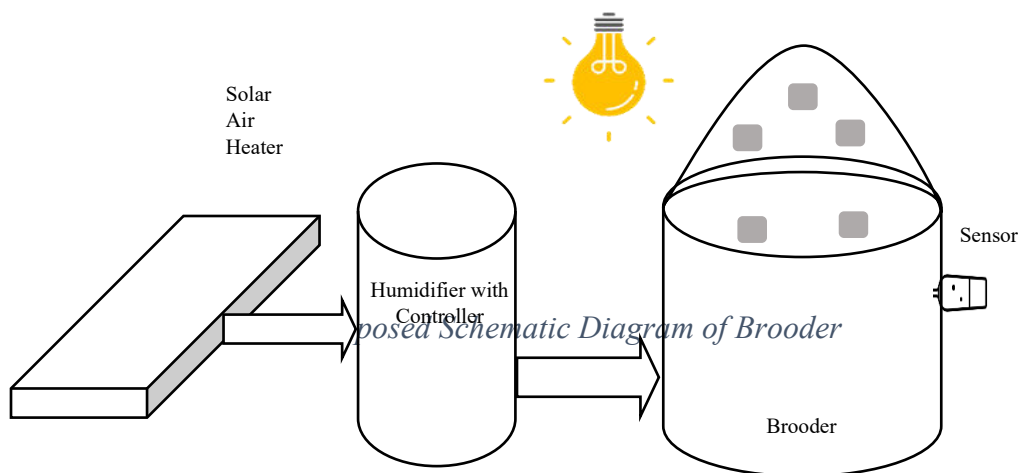 Solar
Air
Heater
Sensor
Humidifier with
Controller
posed Schematic Diagram of Brooder
Brooder